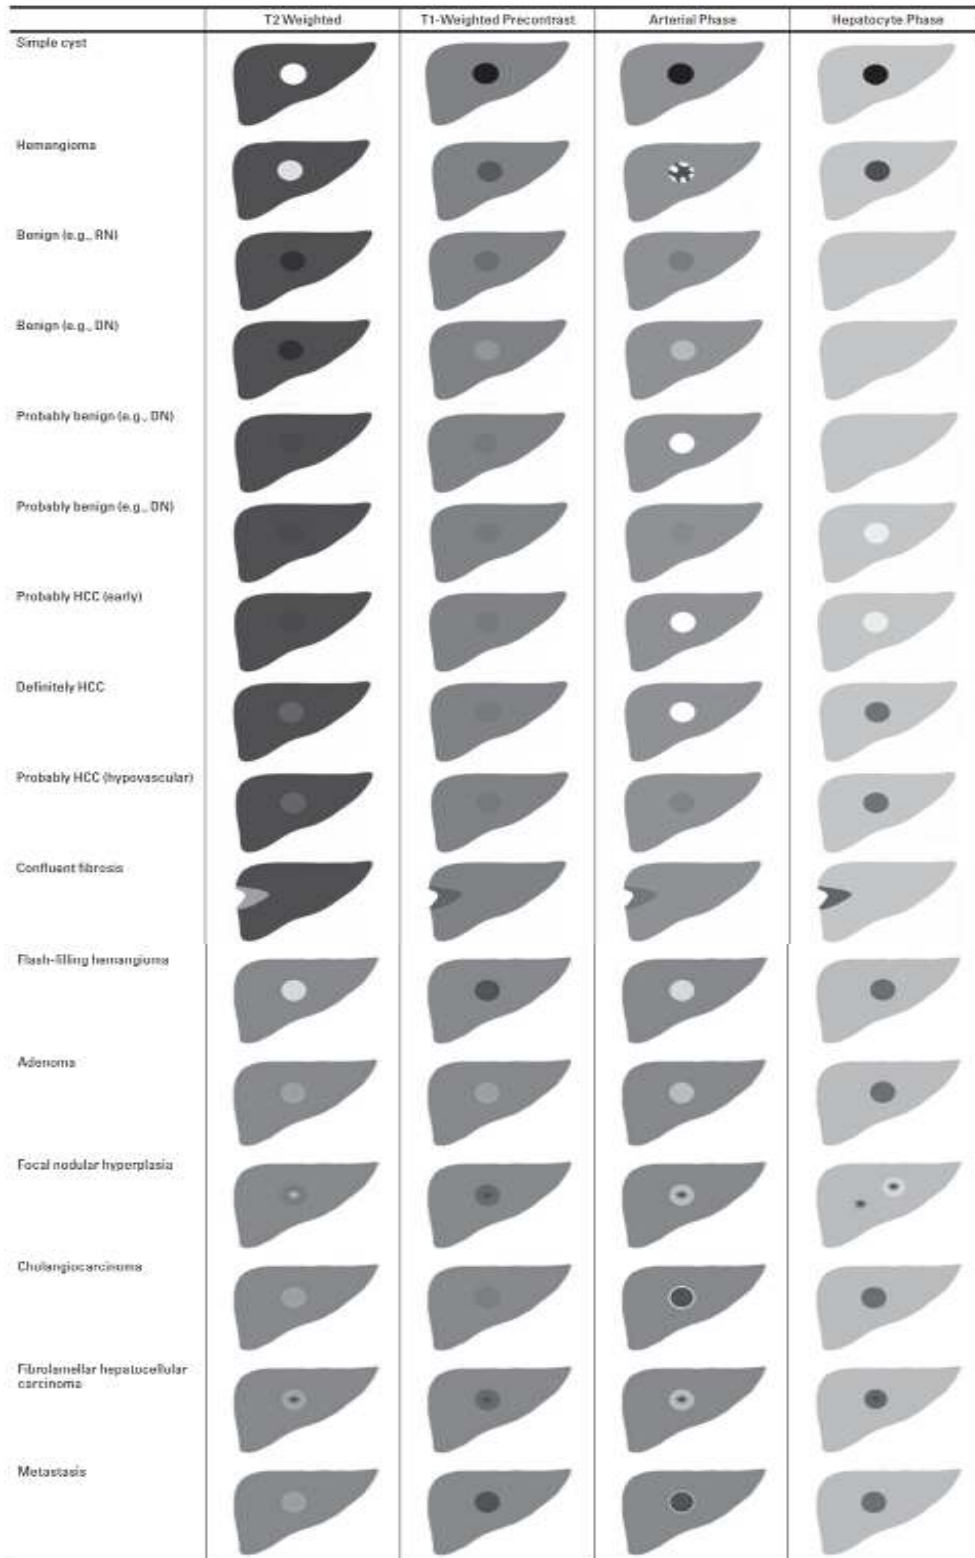 T2 Weighted T1-Weighted Precontrast Arterial Phase Hepatocyte Phase
Simple cyst
Hemangioma
Benign (e.g., RN)
Benign (e.g., DN)
Probably benign (e.g., DN)
Probably benign (e.g., DN)
Probably HCC (early)
Definitely HCC
Probably HCC (hypovascular)
Confluent fibrosis
Flash-filling hemangioma
Adenoma
Focal nodular hyperplasia
Cholangiocarcinoma
Fibrolamellar hepatocellular
carcinoma
Metastasis